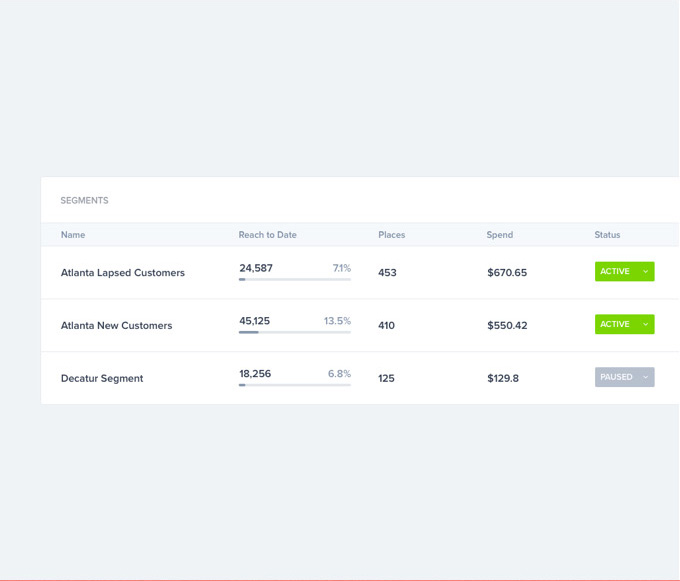 SEGMENTS
Name Reach to Date Places Spend Status
Atlanta Lapsed Customers 24,587 7.1% 453 $670.65 ACTIVE
Atlanta New Customers 45,125 13.5% 410 $550.42 ACTIVE
Decatur Segment 18,256 6.8% 125 $129.8 PAUSED